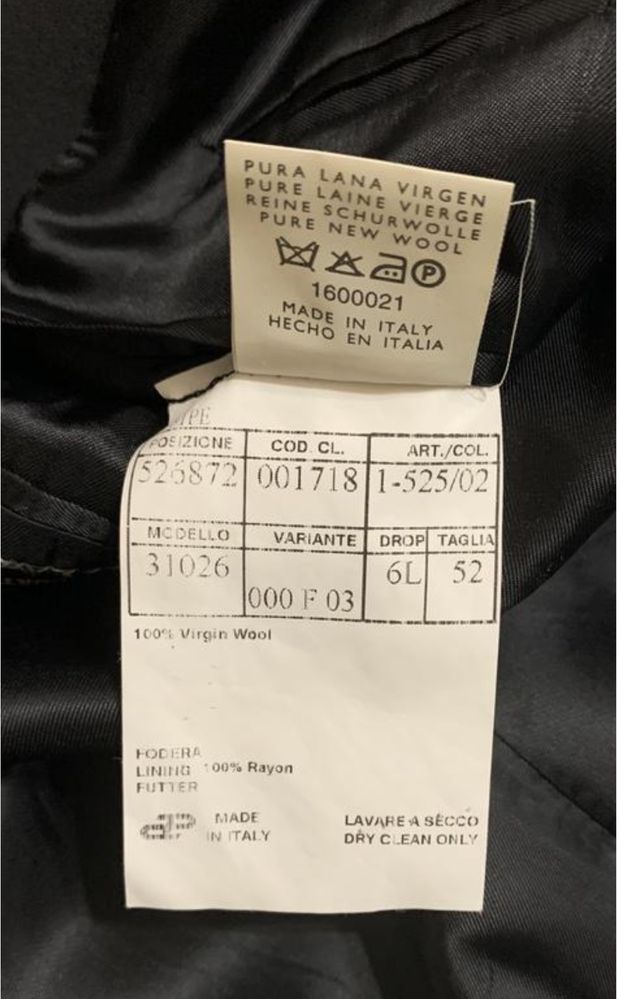 PURA LANA VIRGEN
PURE LAINE VIERGE
REINE SCHURWOLLE
PURE NEW WOOL
P
1600021
MADE IN ITALY
HECHO EN ITALIA
POSIZIONE COD. CL. ART./COL.
526872 001718 1-525/02
MODELLO VARIANTE DROP TAGLIA
31026 6L 52
000 F 03
100% Virgin Wool
FODERA
LINING 100% Rayon
FUTTER
MADE LAVARE A SECCO
IN ITALY DRY CLEAN ONLY